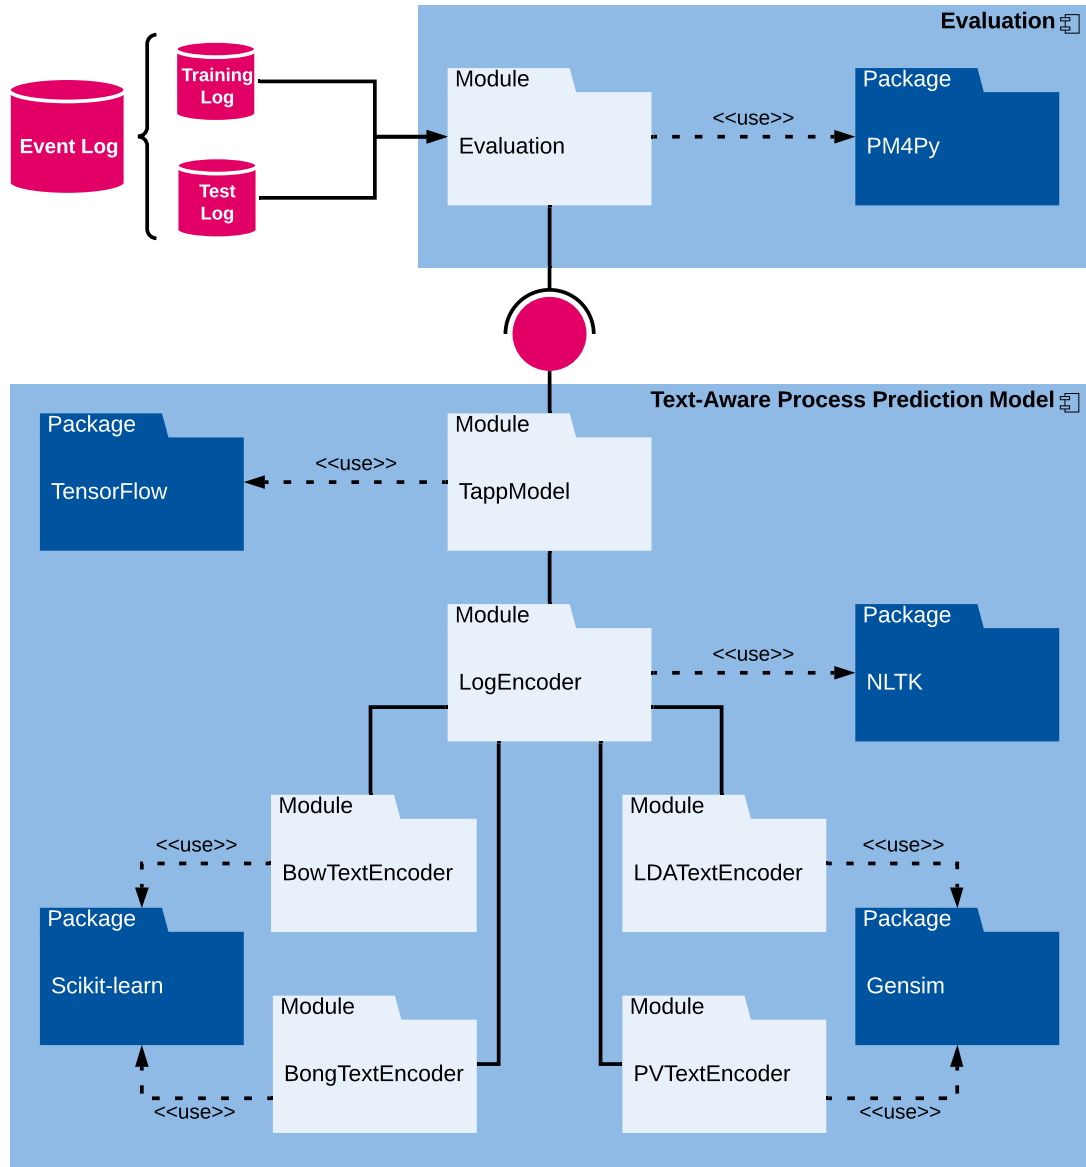 Evaluation
Training
Log
Event Log
Test
Log
Module
Evaluation
<<use>>
Package
PM4Py
Text-Aware Process Prediction Model
Package
TensorFlow
<<use>>
Module
TappModel
Module
LogEncoder
<<use>>
Package
NLTK
Module
BowTextEncoder
<<use>>
Module
LDATextEncoder
<<use>>
Package
Scikit-learn
Package
Gensim
Module
BongTextEncoder
<<use>>
Module
PVTextEncoder
<<use>>